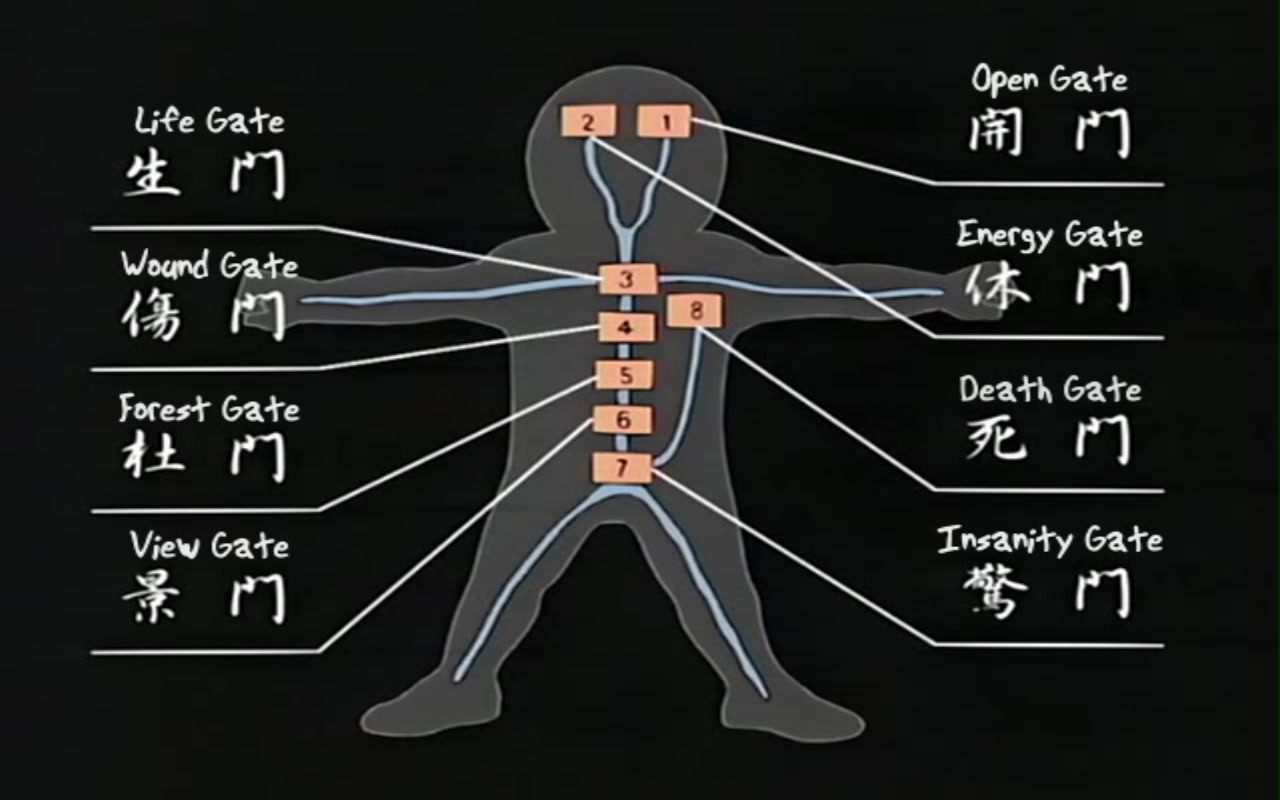 Life Gate
生門
Wound Gate
傷門
Forest Gate
杜門
View Gate
景門
2 1
3
8
4
5
6
7
Open Gate
開門
Energy Gate
休門
Death Gate
死門
Insanity Gate
驚門